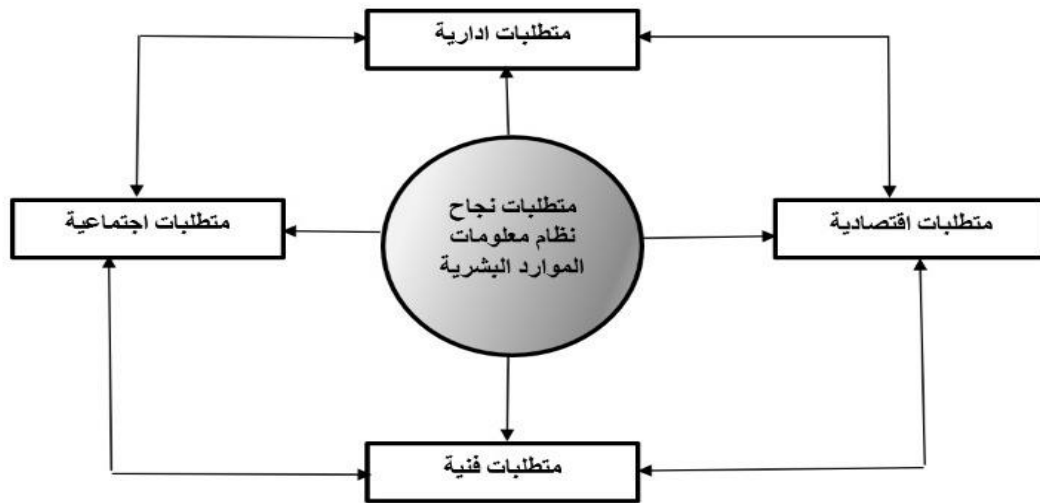 متطلبات ادارية
متطلبات نجاح
نظام معلومات
الموارد البشرية
متطلبات اقتصادية
متطلبات اجتماعية
متطلبات فنية